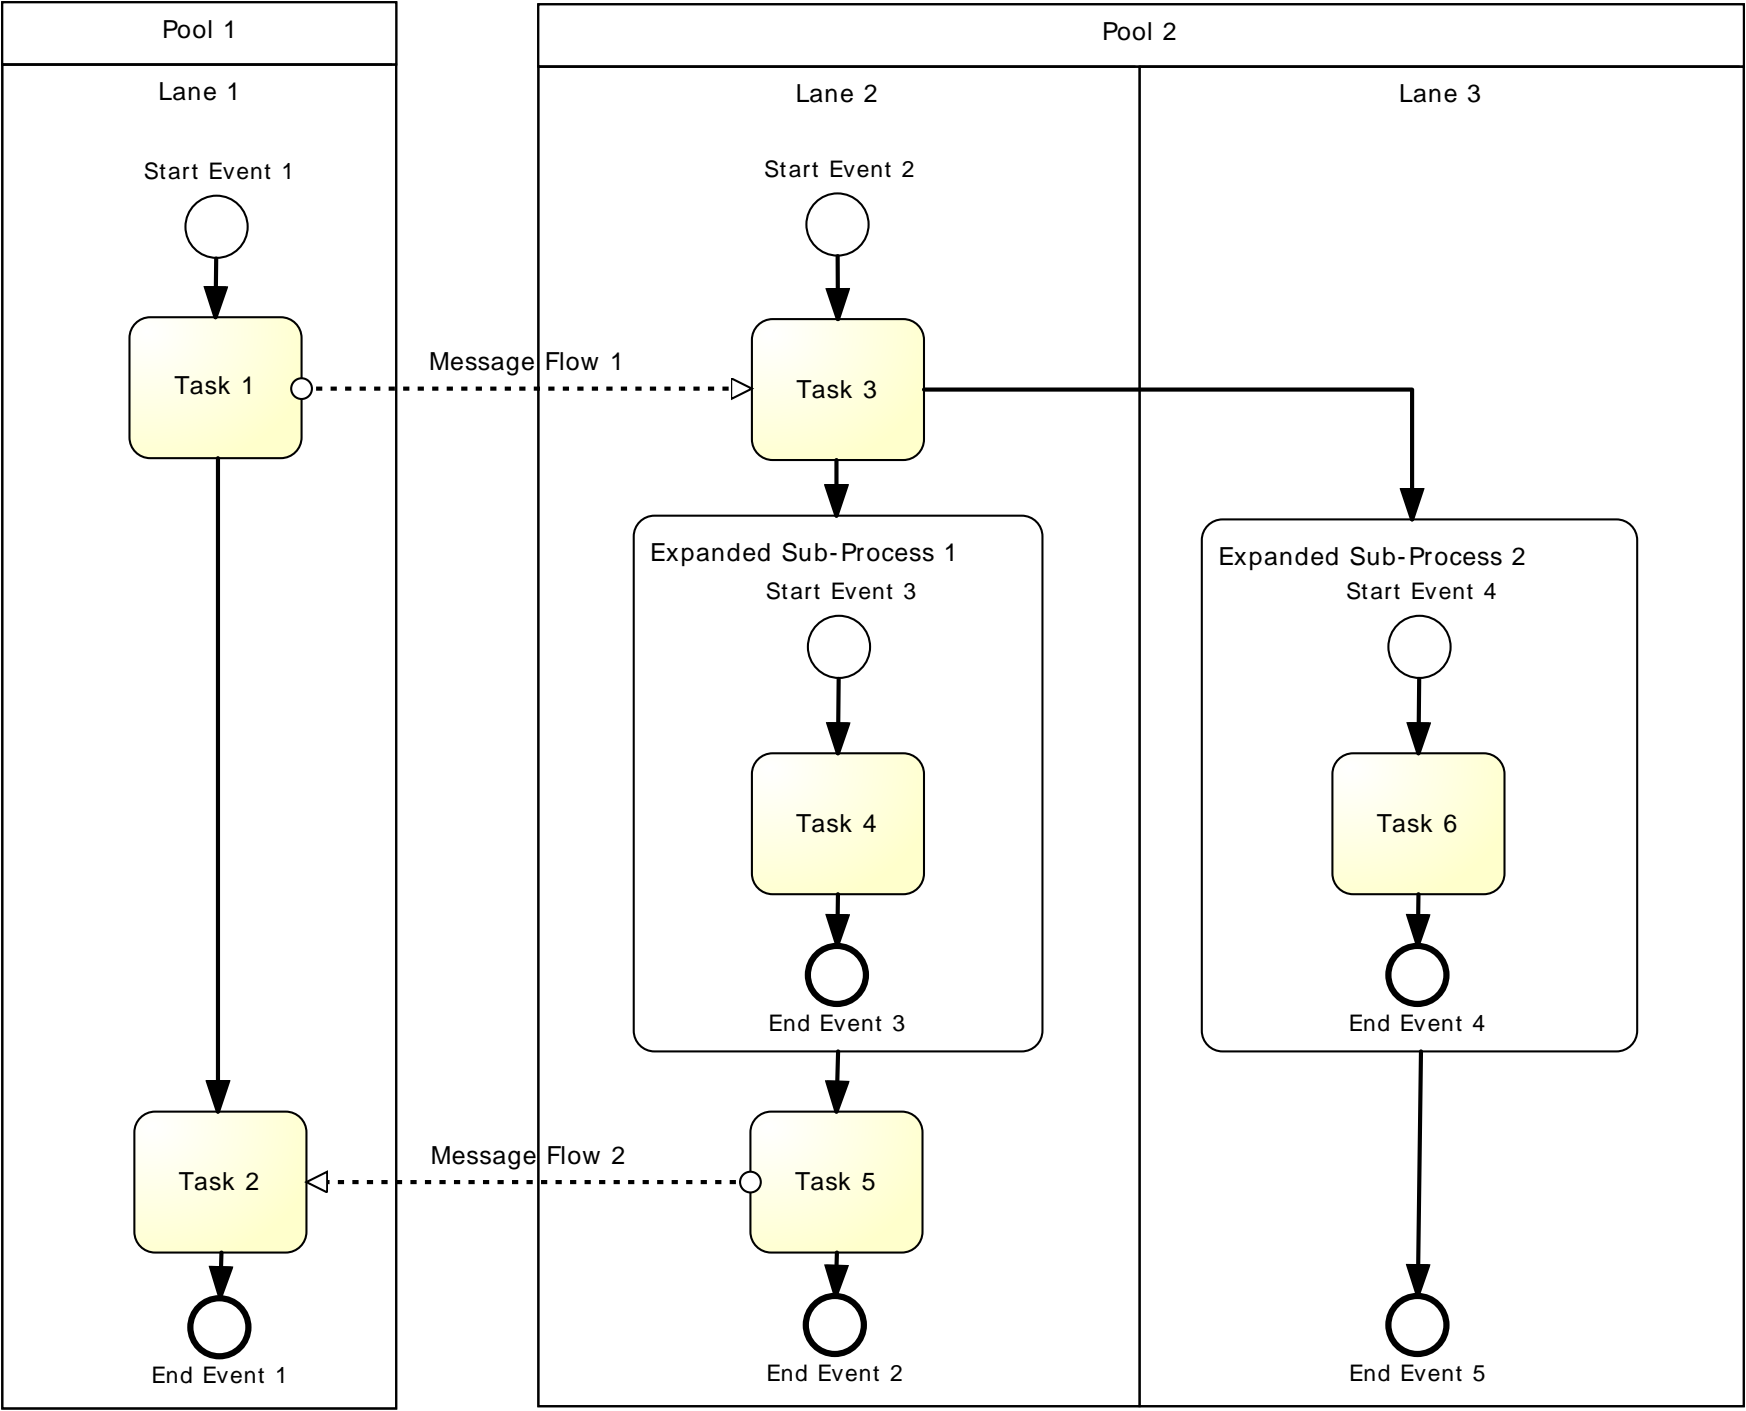 Pool 1
Pool 2
Lane 1
Lane 2
Lane 3
Start Event 1
Start Event 2
Task 1
Message Flow 1
Task 3
Expanded Sub-Process 1
Start Event 3
Expanded Sub-Process 2
Start Event 4
Task 4
Task 6
End Event 3
End Event 4
Task 2
Message Flow 2
Task 5
End Event 1
End Event 2
End Event 5